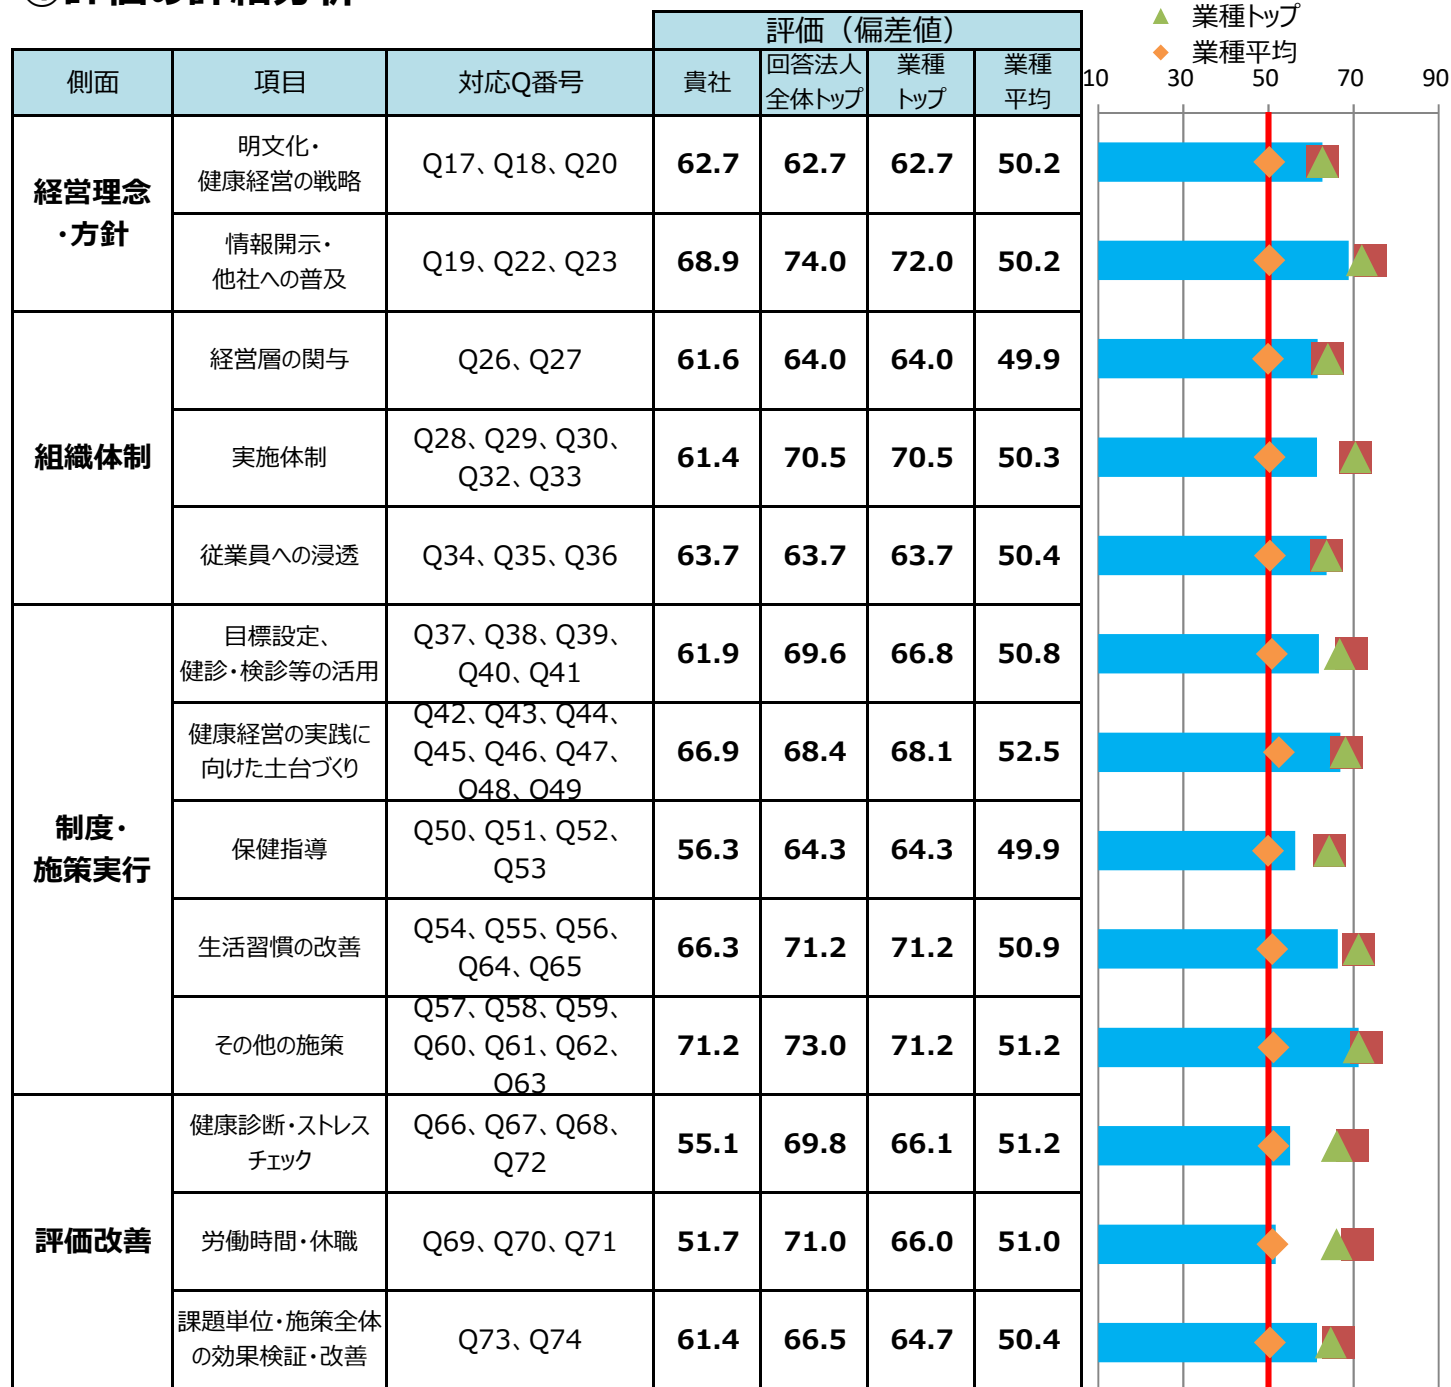 ①評価の詳細分析
▲ 業種トップ
◆ 業種平均
評価（偏差値）
側面 項目 対応Q番号 貴社 回答法人 業種 業種
全体トップ トップ 平均
10 30 50 70 90
経営理念
・方針
明文化・
健康経営の戦略
Q17、Q18、Q20 62.7 62.7 62.7 50.2
情報開示・
他社への普及
Q19、Q22、Q23 68.9 74.0 72.0 50.2
組織体制
経営層の関与 Q26、Q27 61.6 64.0 64.0 49.9
実施体制
Q28、Q29、Q30、
Q32、Q33
61.4 70.5 70.5 50.3
従業員への浸透 Q34、Q35、Q36 63.7 63.7 63.7 50.4
制度・
施策実行
目標設定、
健診・検診等の活用
Q37、Q38、Q39、
Q40、Q41
61.9 69.6 66.8 50.8
健康経営の実践に
向けた土台づくり
Q42、Q43、Q44、
Q45、Q46、Q47、
Q48、Q49
66.9 68.4 68.1 52.5
保健指導
Q50、Q51、Q52、
Q53
56.3 64.3 64.3 49.9
生活習慣の改善
Q54、Q55、Q56、
Q64、Q65
66.3 71.2 71.2 50.9
その他の施策
Q57、Q58、Q59、
Q60、Q61、Q62、
Q63
71.2 73.0 71.2 51.2
評価改善
健康診断・ストレス
チェック
Q66、Q67、Q68、
Q72
55.1 69.8 66.1 51.2
労働時間・休職 Q69、Q70、Q71 51.7 71.0 66.0 51.0
課題単位・施策全体
の効果検証・改善
Q73、Q74 61.4 66.5 64.7 50.4